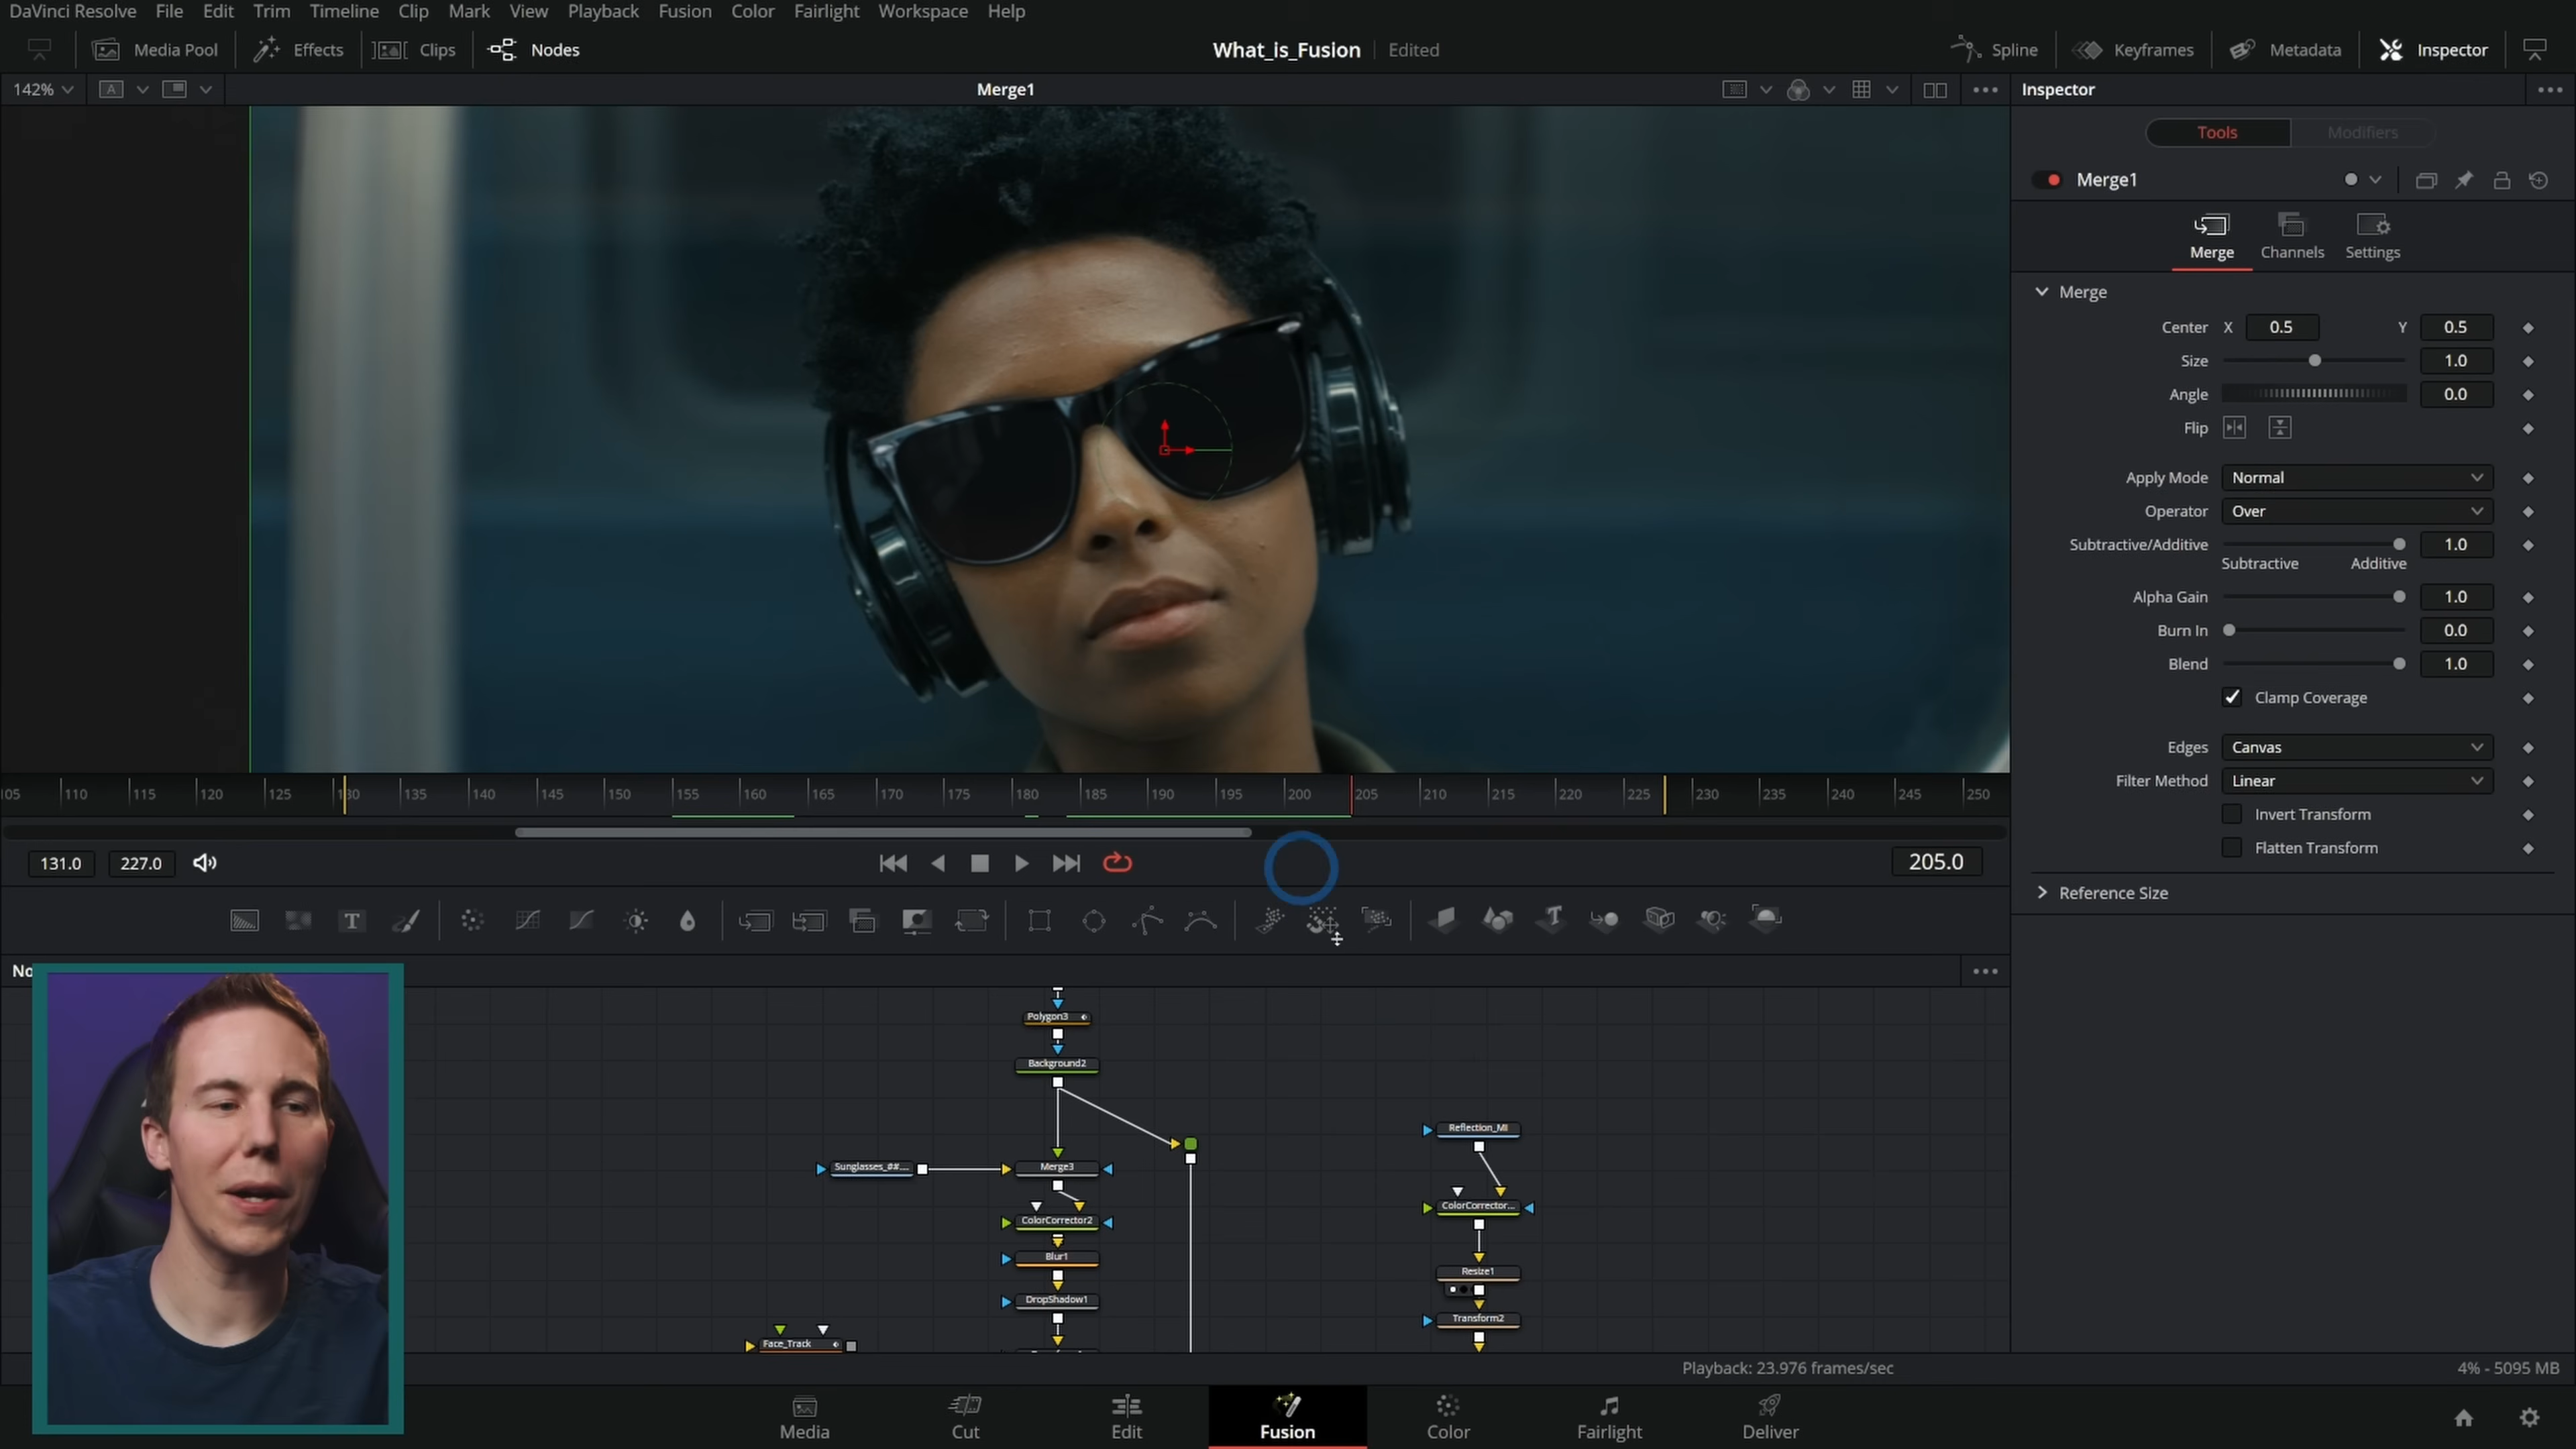 DaVinci Resolve File Edit Trim Timeline Clip Mark View Playback Fusion Color Fairlight Workspace Help
Media Pool Effects Clips Nodes What_is_Fusion Edited Spline Keyframes Metadata Inspector
142% A Merge1 Inspector
Tools Modifiers
Merge1
Merge Channels Settings
Merge
Center X 0.5 Y 0.5
Size 1.0
Angle 0.0
Flip
Apply Mode Normal
Operator Over
Subtractive/Additive 1.0
Subtractive Additive
Alpha Gain 1.0
Burn In 0.0
Blend 1.0
Clamp Coverage
Edges Canvas
Filter Method Linear
Invert Transform
Flatten Transform
Reference Size
105 110 115 120 125 130 135 140 145 150 155 160 165 170 175 180 185 190 195 200 205 210 215 220 225 230 235 240 245 250
131.0 227.0 205.0
T T
No
Polygon3
Background2
Reflection_MI
Sunglasses_##... Merge3
ColorCorrector...
ColorCorrector2
Blur1
Resize1
DropShadow1
Transform2
Face_Track
Playback: 23.976 frames/sec 4% - 5095 MB
Media Cut Edit Fusion Color Fairlight Deliver